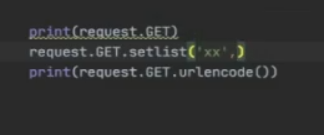 print(request.GET)
request.GET.setlist('xx',)
print(request.GET.urlencode())